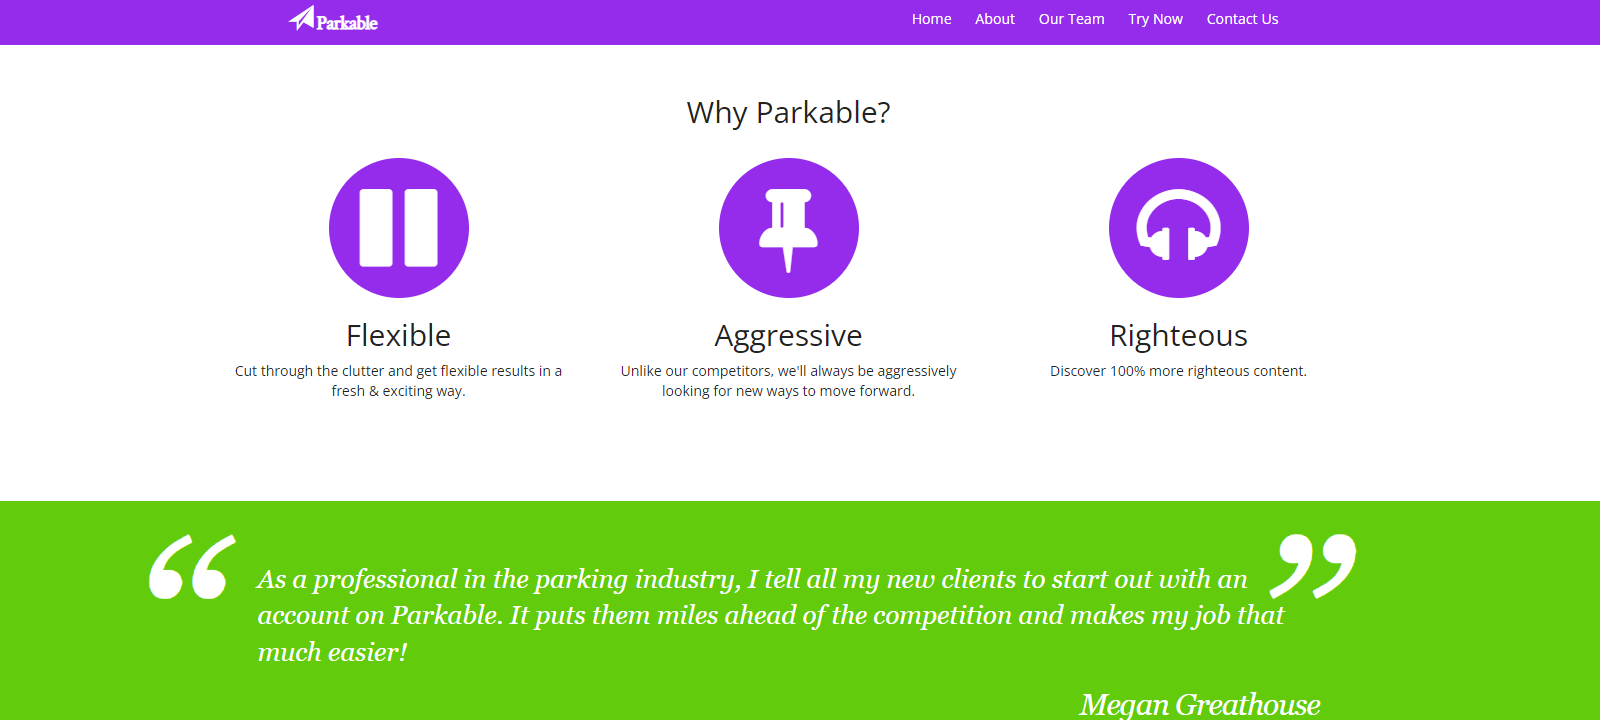 Parkable
Home About Our Team Try Now Contact Us
Why Parkable?
Flexible
Cut through the clutter and get flexible results in a
fresh & exciting way.
Aggressive
Unlike our competitors, we'll always be aggressively
looking for new ways to move forward.
Righteous
Discover 100% more righteous content.
“As a professional in the parking industry, I tell all my new clients to start out with an
account on Parkable. It puts them miles ahead of the competition and makes my job that
much easier!”
Megan Greathouse